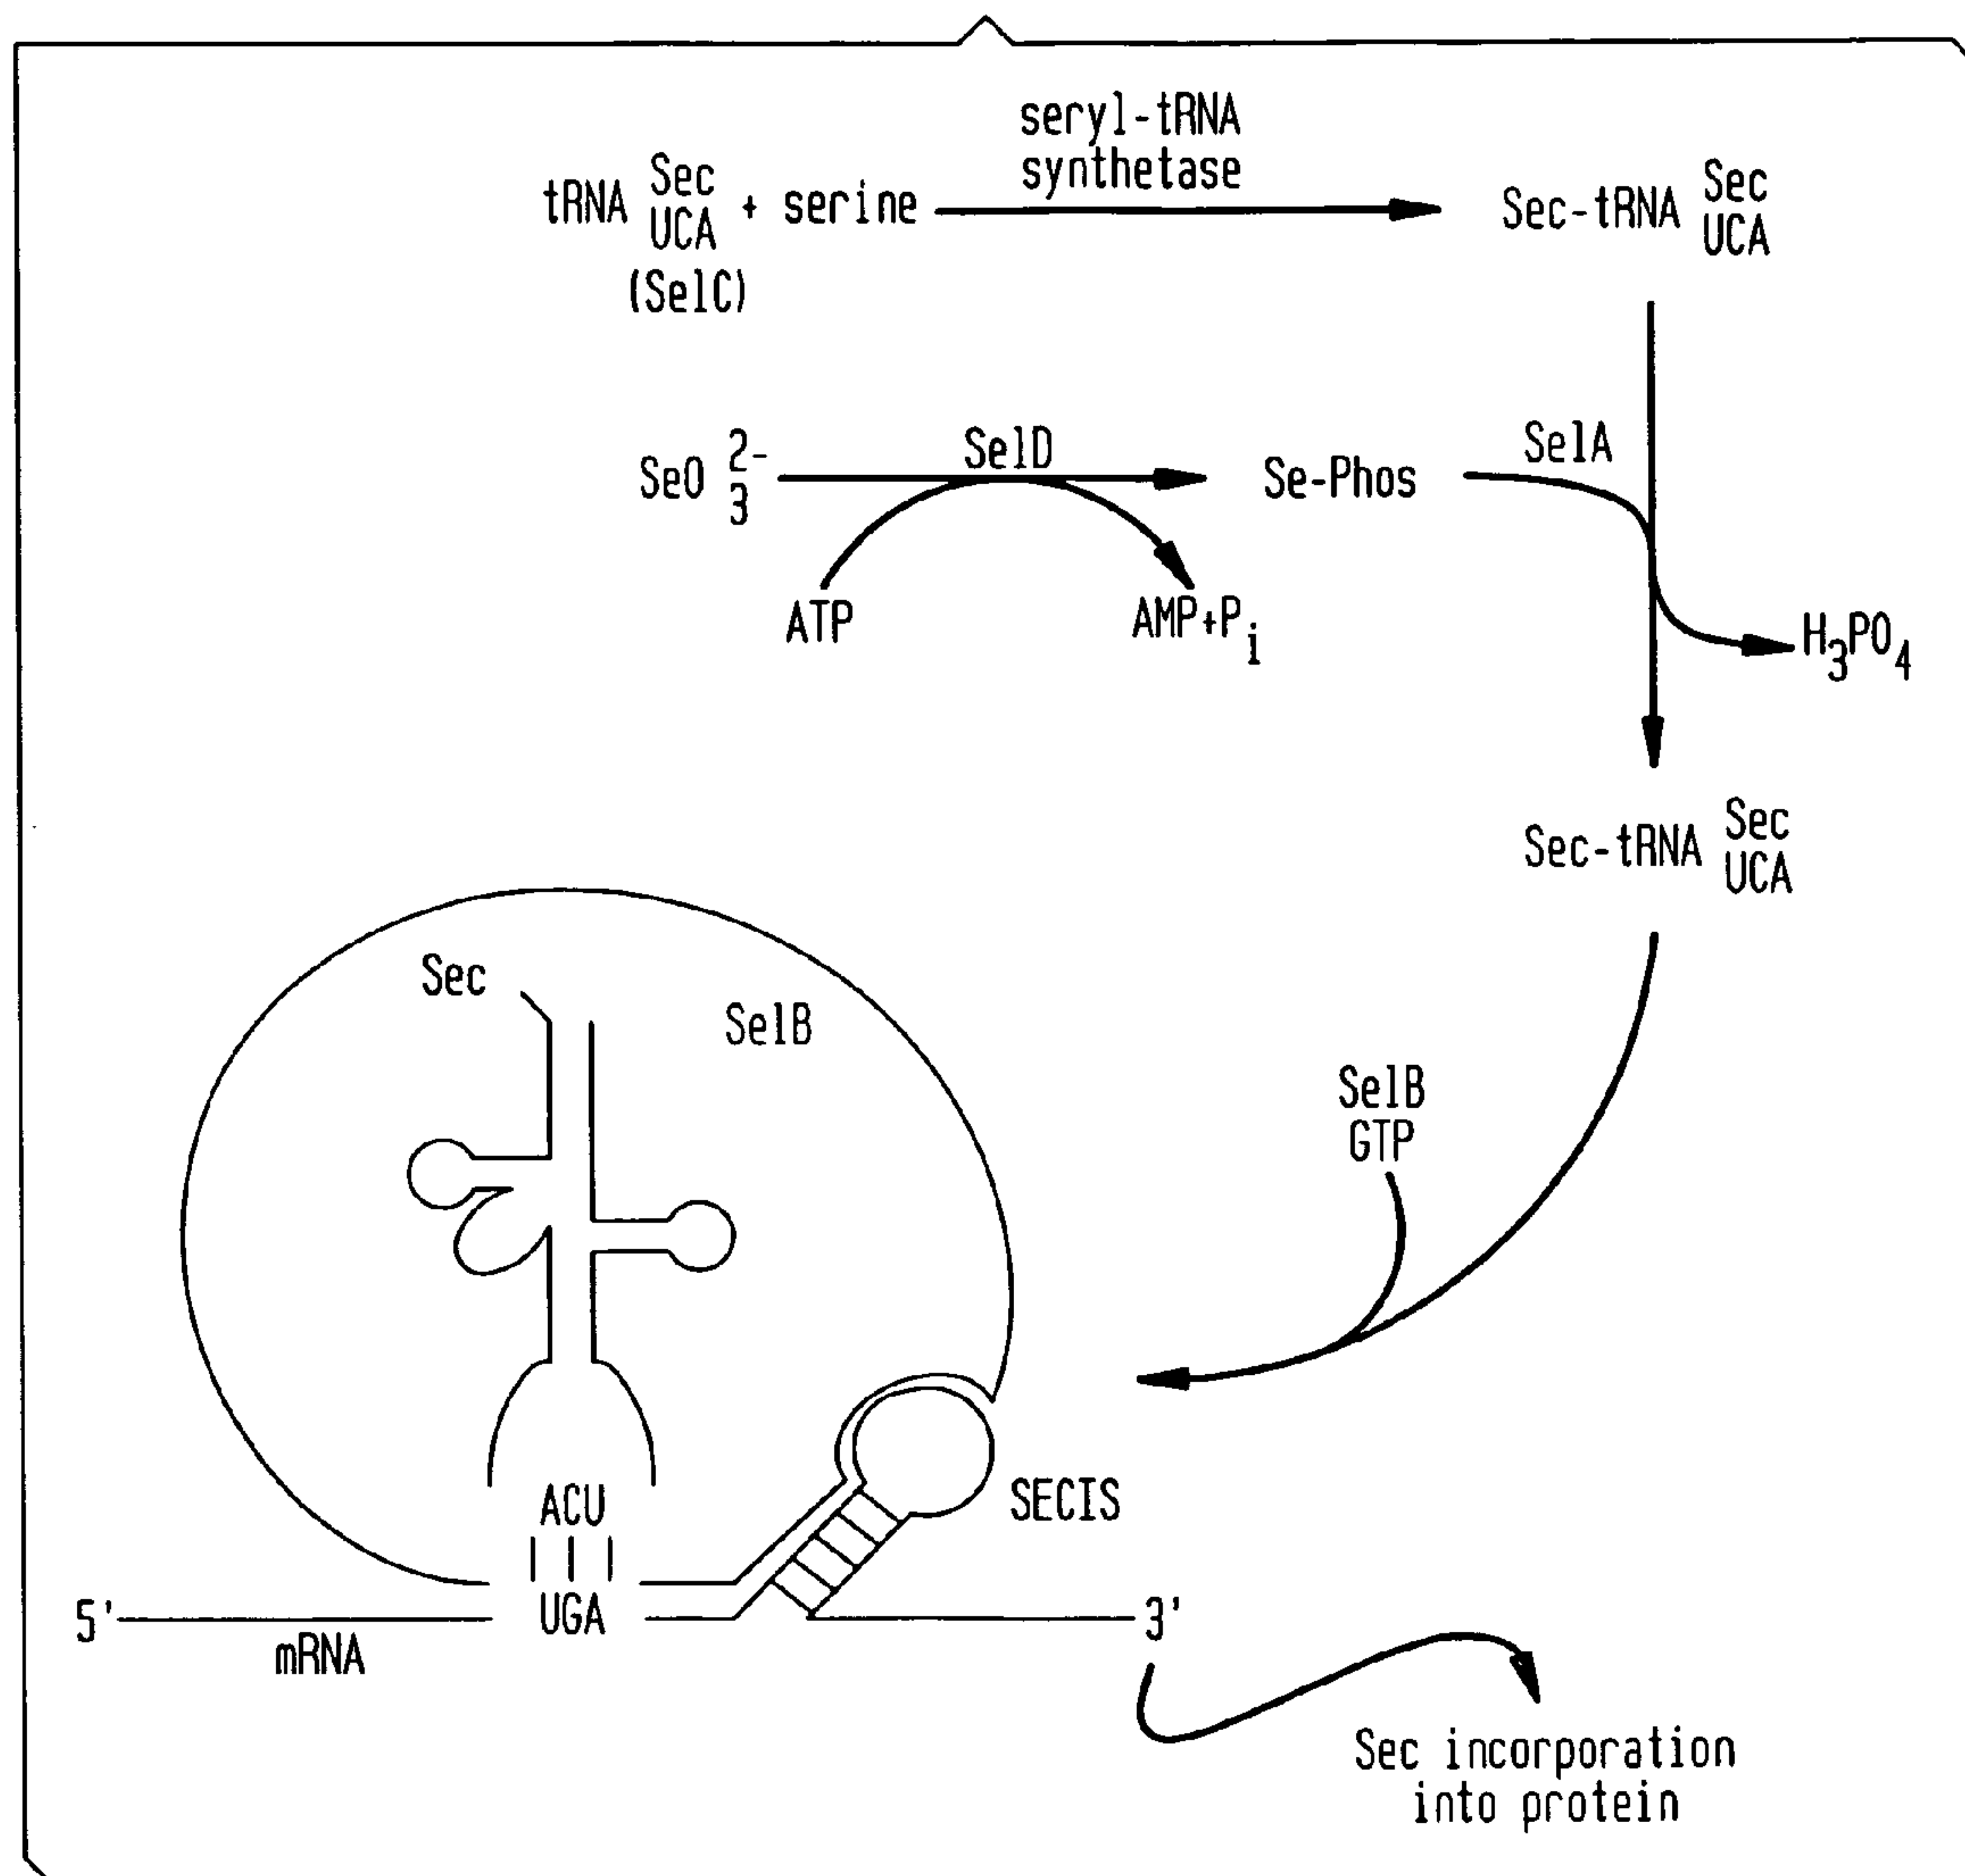 seryl-tRNA
synthetase
tRNA Sec UCA + serine
(SelC)
Sec-tRNA Sec UCA
SeO 2- 3
SelD
Se-Phos
SelA
ATP
AMP+Pi
H3PO4
Sec-tRNA Sec UCA
Sec
SelB
SelB
GTP
SECIS
ACU
UGA
5'
mRNA
3'
Sec incorporation
into protein